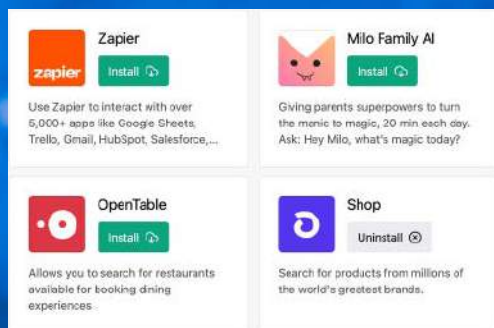 Zapier
zapier
Install
Use Zapier to interact with over
5,000+ apps like Google Sheets,
Trello, Gmail, HubSpot, Salesforce,...
Milo Family AI
Install
Giving parents superpowers to turn
the manic to magic, 20 min each day.
Ask: Hey Milo, what's magic today?
OpenTable
Install
Allows you to search for restaurants
available for booking dining
experiences
Shop
Uninstall
Search for products from millions of
the world's greatest brands.